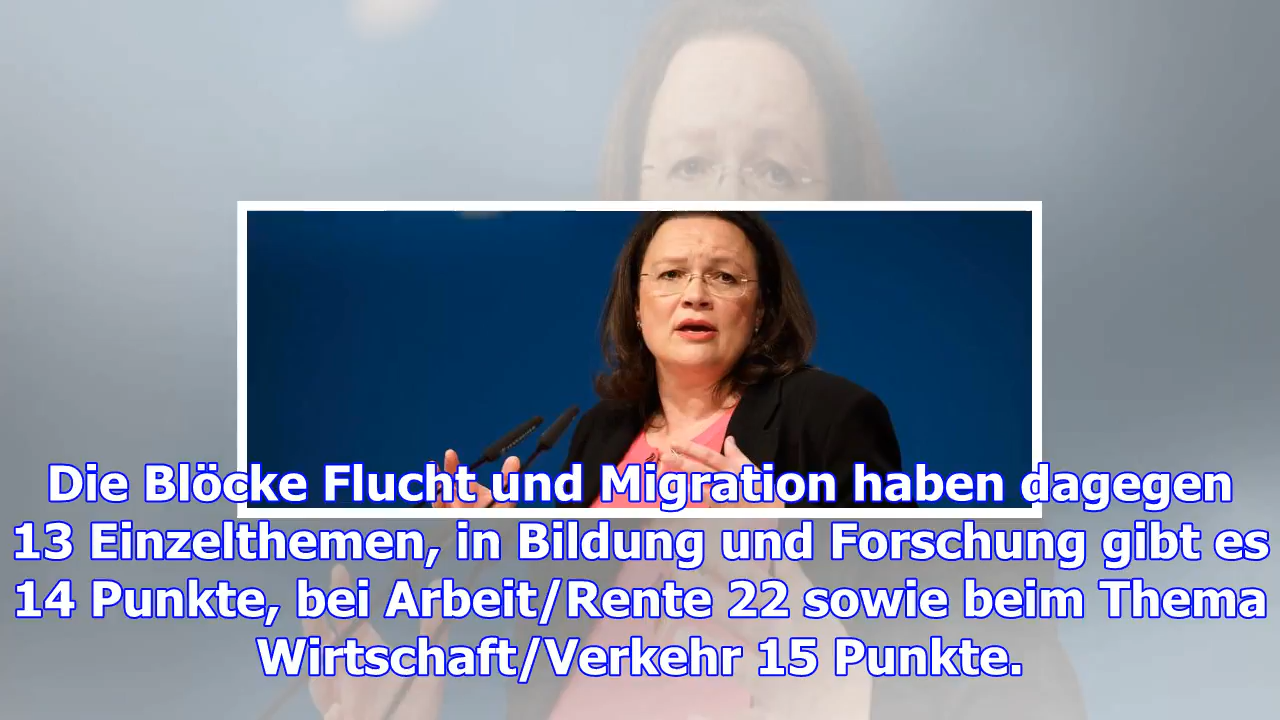 Die Blöcke Flucht und Migration haben dagegen
13 Einzelthemen, in Bildung und Forschung gibt es
14 Punkte, bei Arbeit/Rente 22 sowie beim Thema
Wirtschaft/Verkehr 15 Punkte.